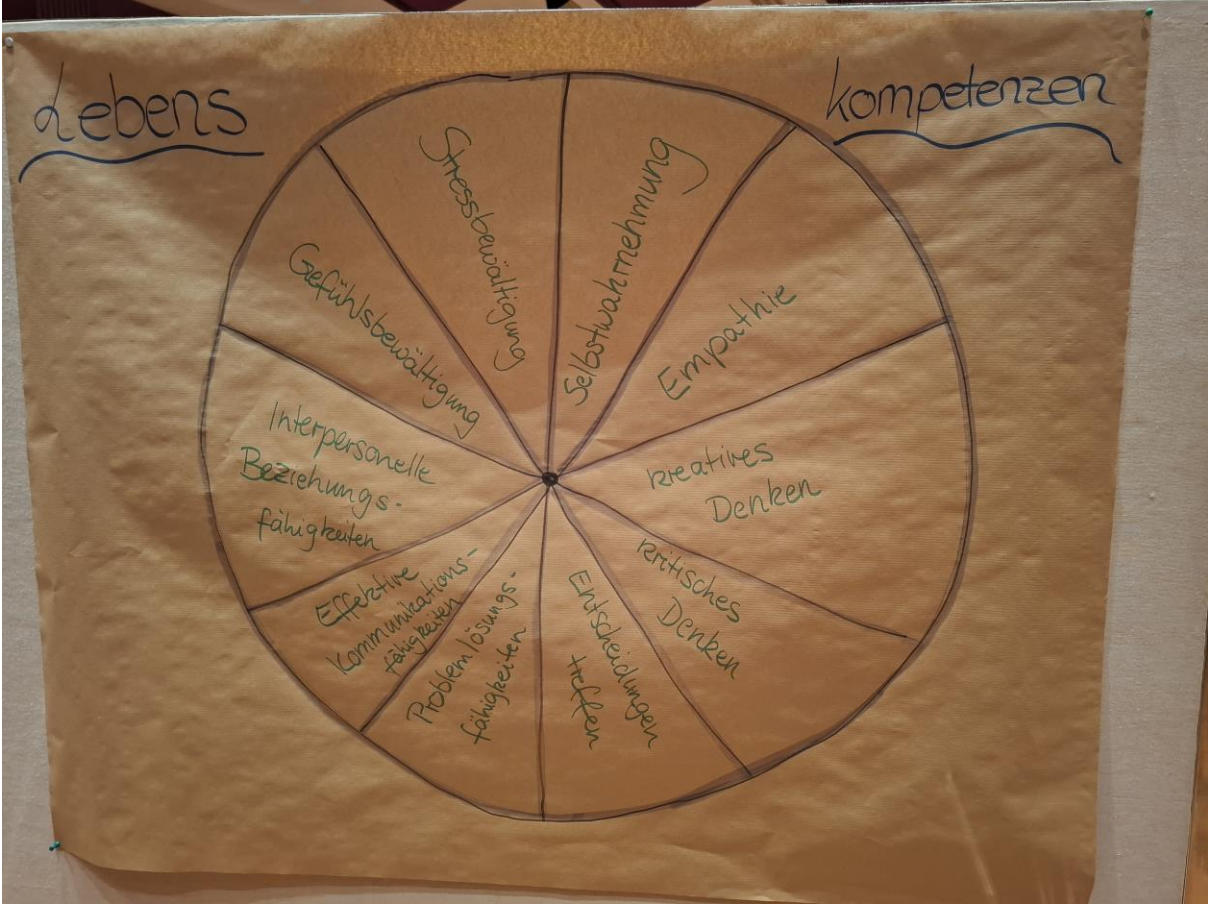 Lebens
kompetenzen
Selbstwahrnehmung
Empathie
kreatives
Denken
kritisches
Denken
Entscheidungen
treffen
Problemlösungs-
fähigkeiten
Effektive
Kommunikations-
fähigkeiten
Interpersonelle
Beziehungs-
fähigkeiten
Gefühlsbewältigung
Stressbewältigung